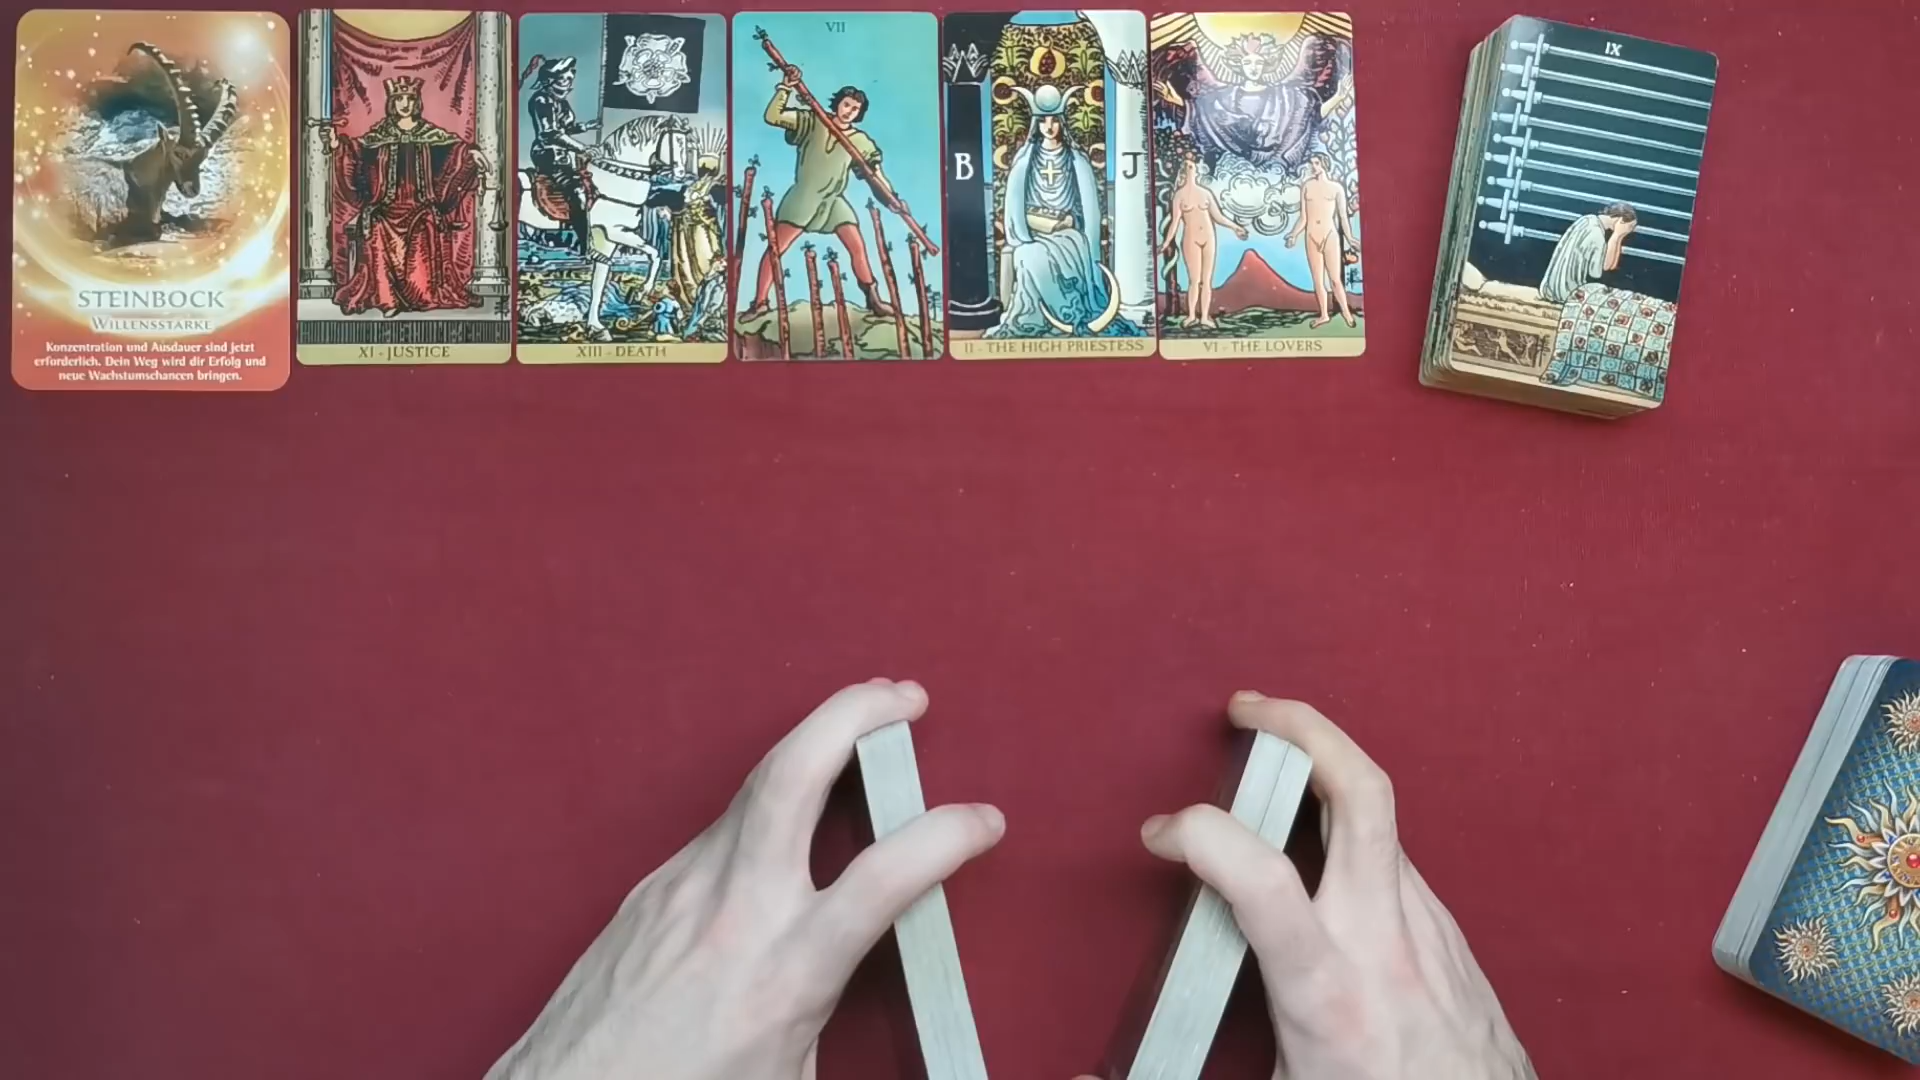 STEINBOCK
WILLENSSTÄRKE
Konzentration und Ausdauer sind jetzt
erforderlich. Dein Weg wird dir Erfolg und
neue Wachstumschancen bringen.
XI - JUSTICE
XIII - DEATH
VII
B
J
II - THE HIGH PRIESTESS
VI - THE LOVERS
IX